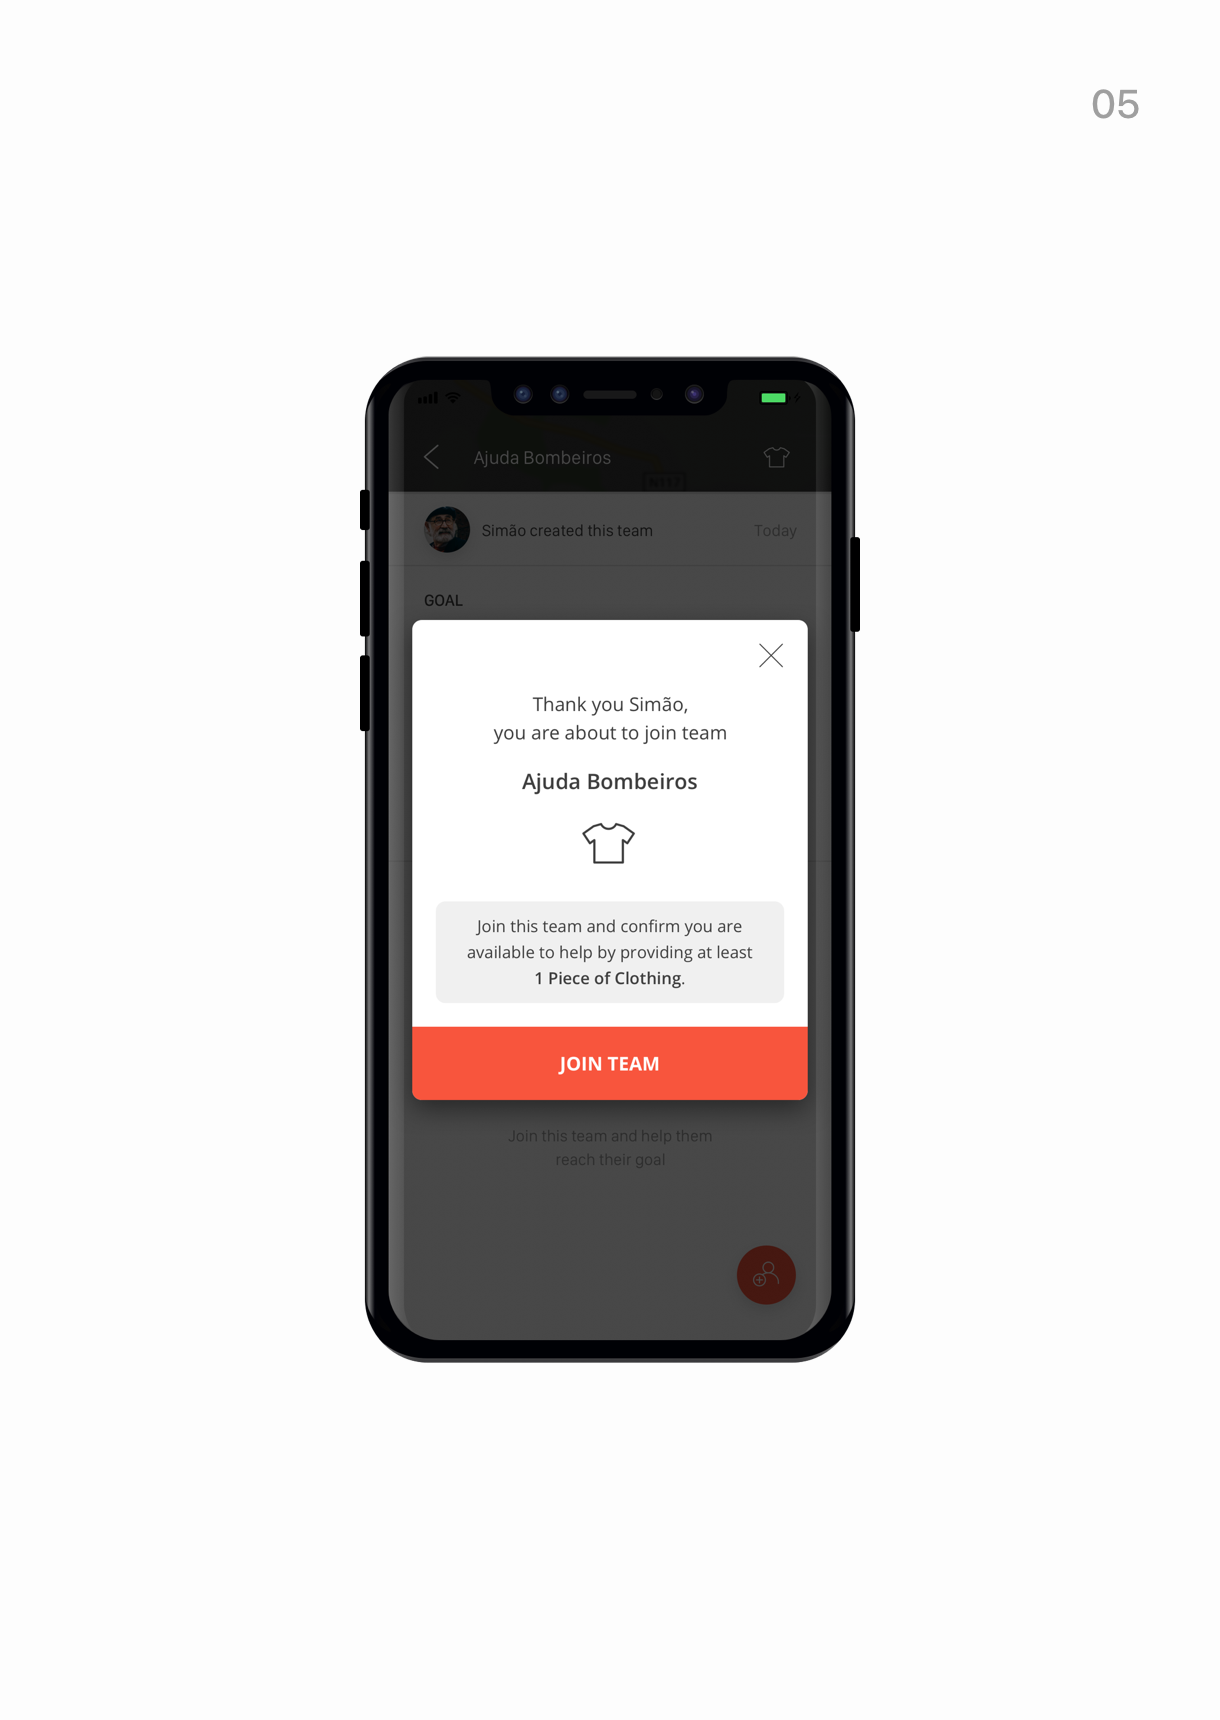 05
Ajuda Bombeiros
Simão created this team
Today
GOAL
Thank you Simão,
you are about to join team
Ajuda Bombeiros
Join this team and confirm you are
available to help by providing at least
1 Piece of Clothing.
JOIN TEAM
Join this team and help them
reach their goal